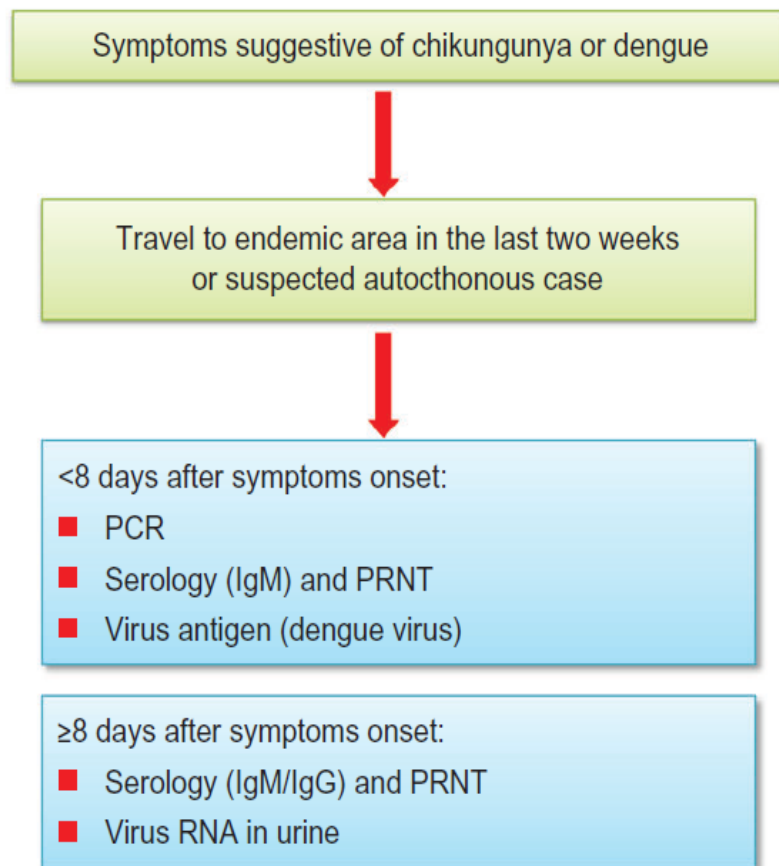 Symptoms suggestive of chikungunya or dengue
Travel to endemic area in the last two weeks
or suspected autocthonous case
<8 days after symptoms onset:
PCR
Serology (IgM) and PRNT
Virus antigen (dengue virus)
≥8 days after symptoms onset:
Serology (IgM/IgG) and PRNT
Virus RNA in urine